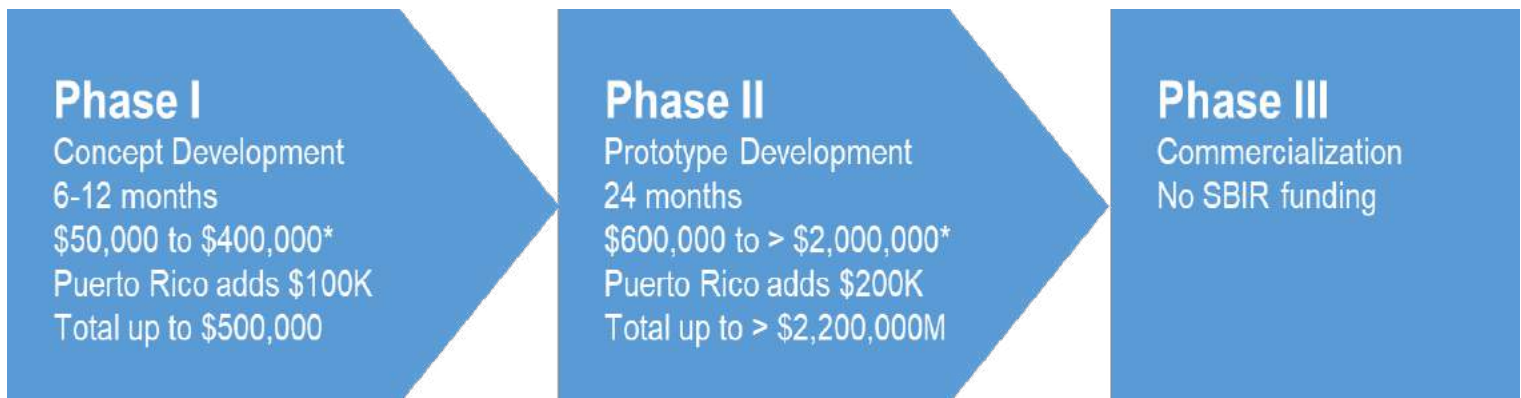 Phase I
Concept Development
6-12 months
$50,000 to $400,000*
Puerto Rico adds $100K
Total up to $500,000
Phase II
Prototype Development
24 months
$600,000 to > $2,000,000*
Puerto Rico adds $200K
Total up to > $2,200,000M
Phase III
Commercialization
No SBIR funding